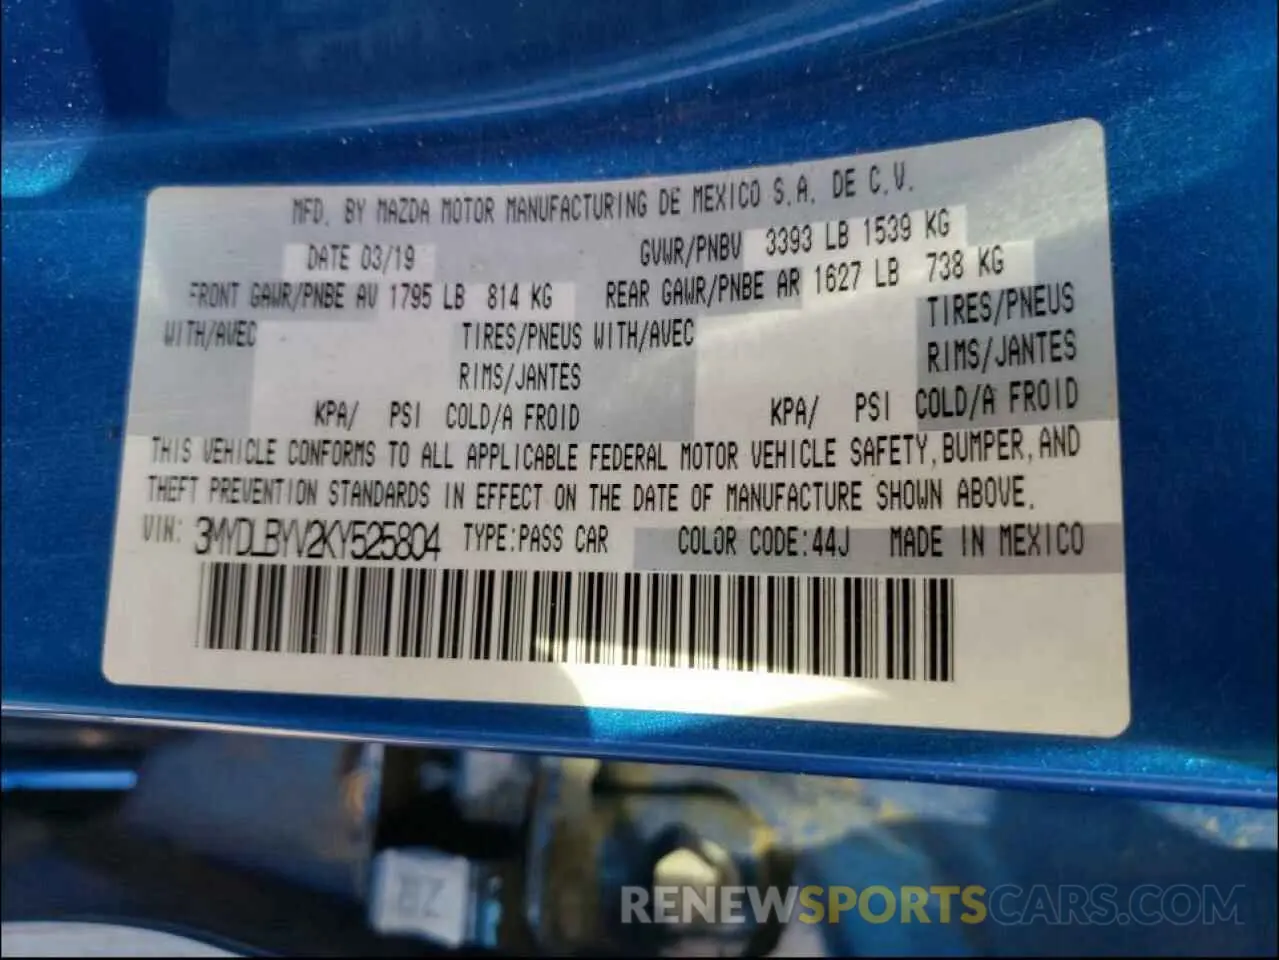 MFD. BY MAZDA MOTOR MANUFACTURING DE MEXICO S.A. DE C.V.
DATE 03/19 GVWR/PNBV 3393 LB 1539 KG
FRONT GAWR/PNBE AV 1795 LB 814 KG REAR GAWR/PNBE AR 1627 LB 738 KG
WITH/AVEC TIRES/PNEUS WITH/AVEC TIRES/PNEUS
RIMS/JANTES RIMS/JANTES
KPA/ PSI COLD/A FROID KPA/ PSI COLD/A FROID
THIS VEHICLE CONFORMS TO ALL APPLICABLE FEDERAL MOTOR VEHICLE SAFETY, BUMPER, AND
THEFT PREVENTION STANDARDS IN EFFECT ON THE DATE OF MANUFACTURE SHOWN ABOVE.
VIN: 3MYDLBYV2KY525804 TYPE:PASS CAR COLOR CODE:44J MADE IN MEXICO
RENEWSPORTSCARS.COM